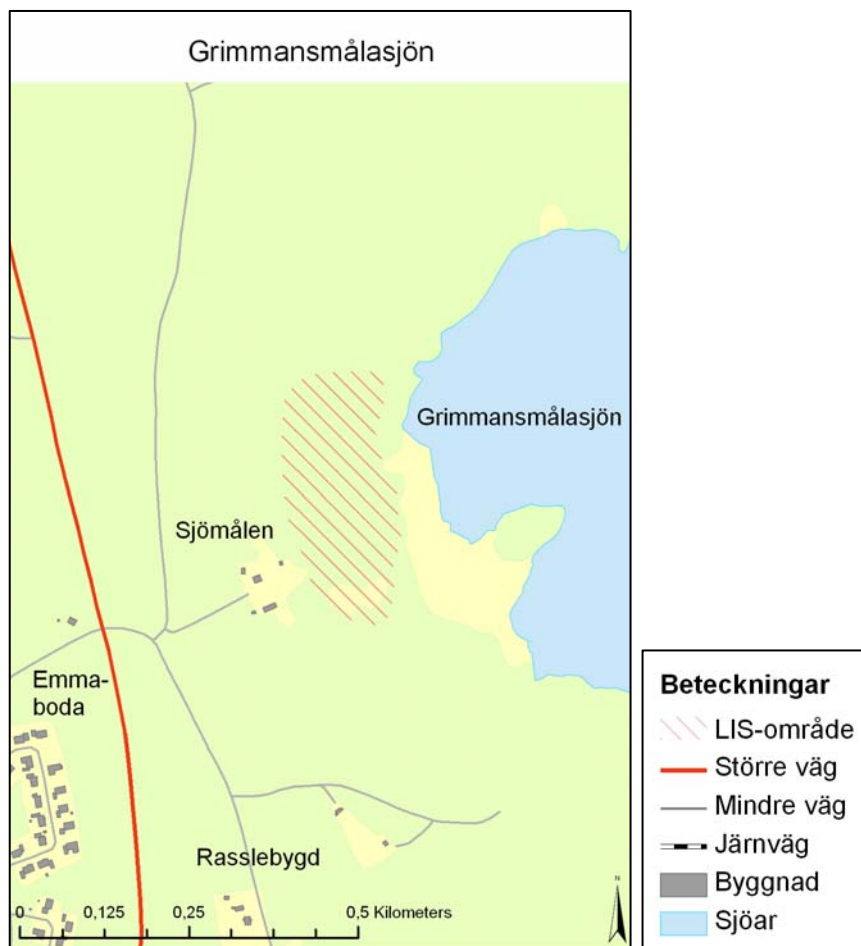 Grimmansmålasjön
Grimmansmålasjön
Sjömålen
Emma-
boda
Rasslebygd
0 0,125 0,25 0,5 Kilometers
N
Beteckningar
LIS-område
Större väg
Mindre väg
Järnväg
Byggnad
Sjöar